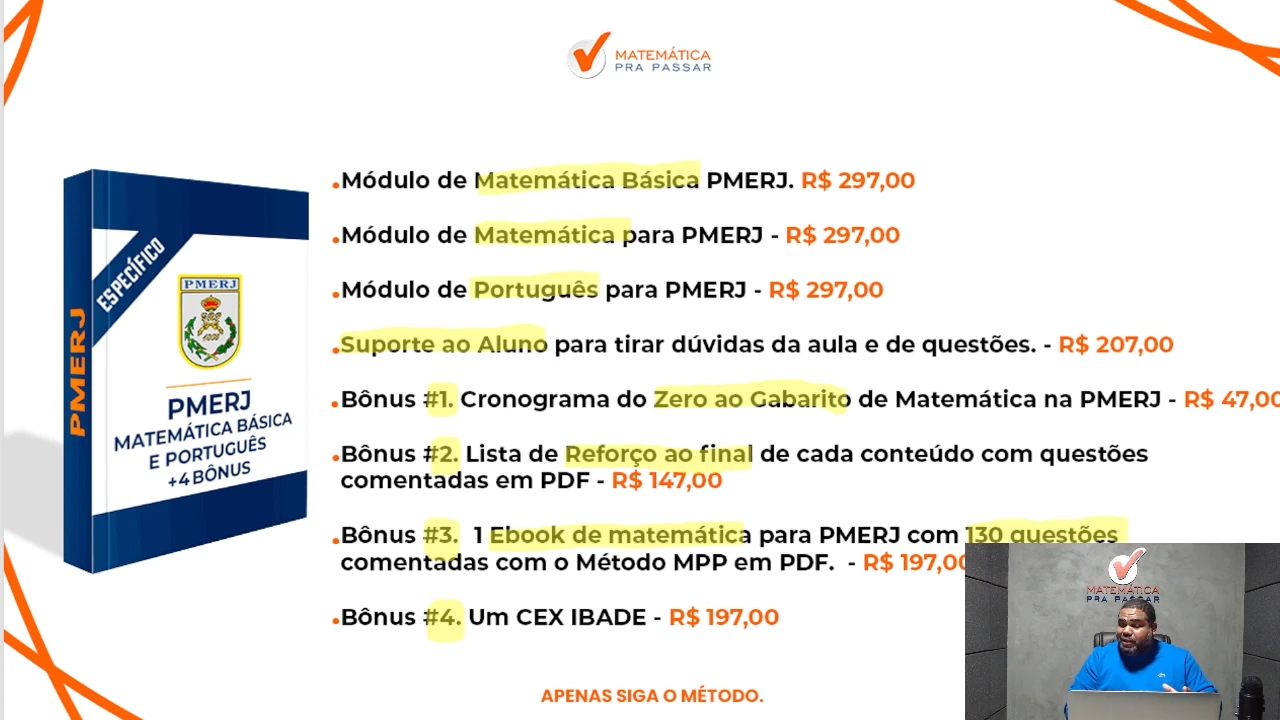 MATEMÁTICA
PRA PASSAR
.Módulo de Matemática Básica PMERJ. R$ 297,00
.Módulo de Matemática para PMERJ - R$ 297,00
.Módulo de Português para PMERJ - R$ 297,00
.Suporte ao Aluno para tirar dúvidas da aula e de questões. - R$ 207,00
.Bônus #1. Cronograma do Zero ao Gabarito de Matemática na PMERJ - R$ 47,00
.Bônus #2. Lista de Reforço ao final de cada conteúdo com questões
comentadas em PDF - R$ 147,00
.Bônus #3. 1 Ebook de matemática para PMERJ com 130 questões
comentadas com o Método MPP em PDF. - R$ 197,00
.Bônus #4. Um CEX IBADE - R$ 197,00
APENAS SIGA O MÉTODO.
ESPECÍFICO
PMERJ
PMERJ
PMERJ
MATEMÁTICA BÁSICA
E PORTUGUÊS
+4 BÔNUS
MATEMÁTICA
PRA PASSAR